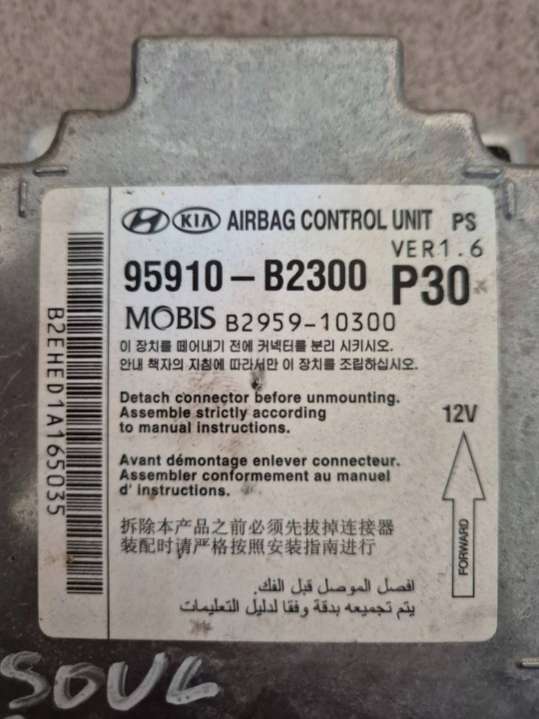 KIA AIRBAG CONTROL UNIT PS
VER1.6
95910-B2300 P30
MOBIS B2959-10300
이 장치를 떼어내기 전에 커넥터를 분리 시키시오.
안내 책자의 지침에 따라서만 이 장치를 조립하십시오.
Detach connector before unmounting.
Assemble strictly according
to manual instructions.
12V
Avant démontage enlever connecteur.
Assembler conformement au manuel
d' instructions.
FORWARD
拆除本产品之前必须先拔掉连接器
装配时请严格按照安装指南进行
افصل الموصل قبل الفك.
يتم تجميعه بدقة وفقا لدليل التعليمات
B2EHED1A165035
SOUL